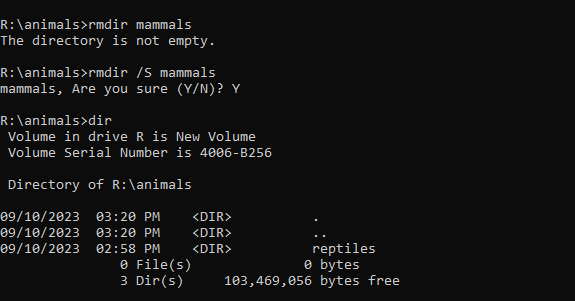 R:\animals>rmdir mammals
The directory is not empty.
R:\animals>rmdir /S mammals
mammals, Are you sure (Y/N)? Y
R:\animals>dir
 Volume in drive R is New Volume
 Volume Serial Number is 4006-B256
 Directory of R:\animals
09/10/2023  03:20 PM    <DIR>          .
09/10/2023  03:20 PM    <DIR>          ..
09/10/2023  02:58 PM    <DIR>          reptiles
               0 File(s)              0 bytes
               3 Dir(s)     103,469,056 bytes free